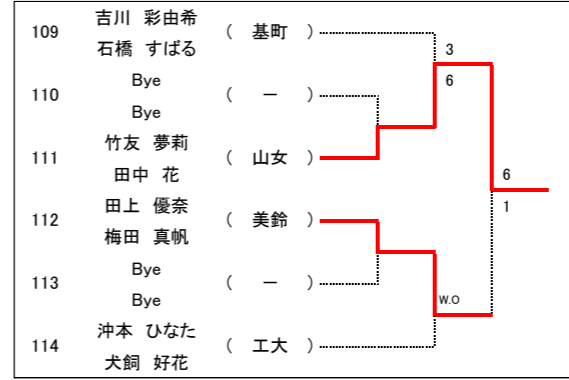 吉川 彩由希
109 ( 基町 )
石橋 すばる
3
6
Bye
110 ( ー )
Bye
竹友 夢莉
111 ( 山女 )
田中 花
6
1
田上 優奈
112 ( 美鈴 )
梅田 真帆
Bye
113 ( ー )
Bye
W.O
沖本 ひなた
114 ( 工大 )
犬飼 好花